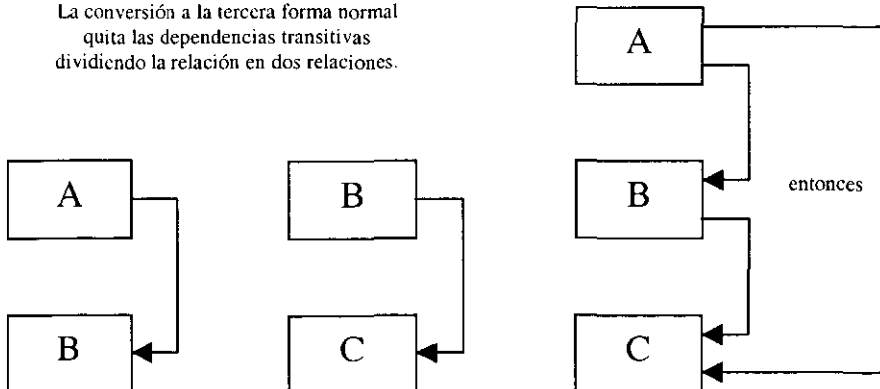 La conversión a la tercera forma normal
quita las dependencias transitivas
dividiendo la relación en dos relaciones.
A
B
B
C
A
B
entonces
C